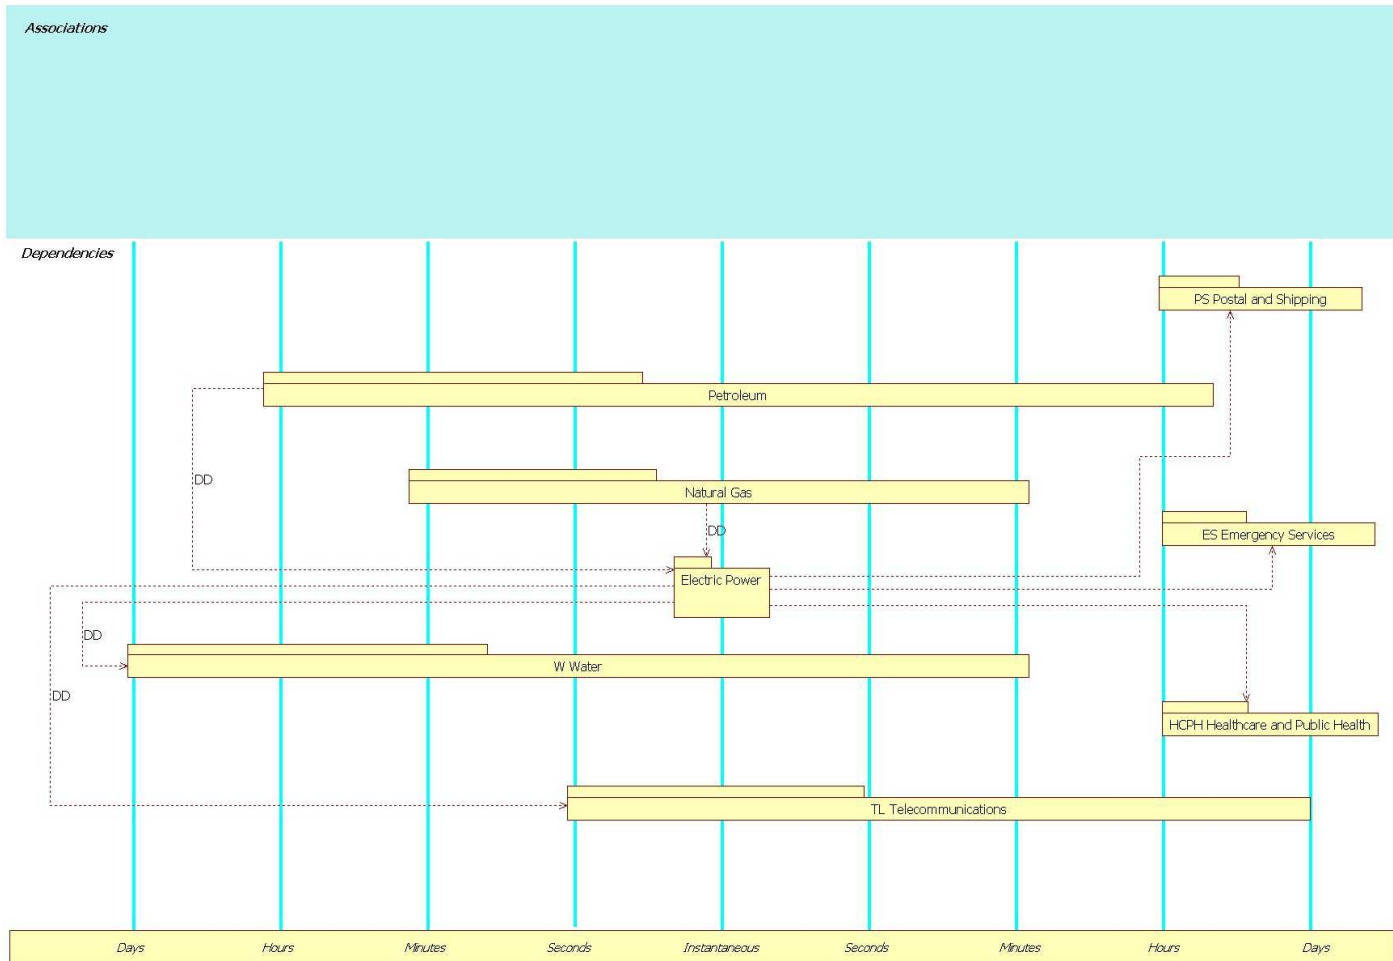 Associations
Dependencies
PS Postal and Shipping
Petroleum
DD
Natural Gas
DD
ES Emergency Services
Electric Power
DD
W Water
DD
HCPH Healthcare and Public Health
TL Telecommunications
Days Hours Minutes Seconds Instantaneous Seconds Minutes Hours Days